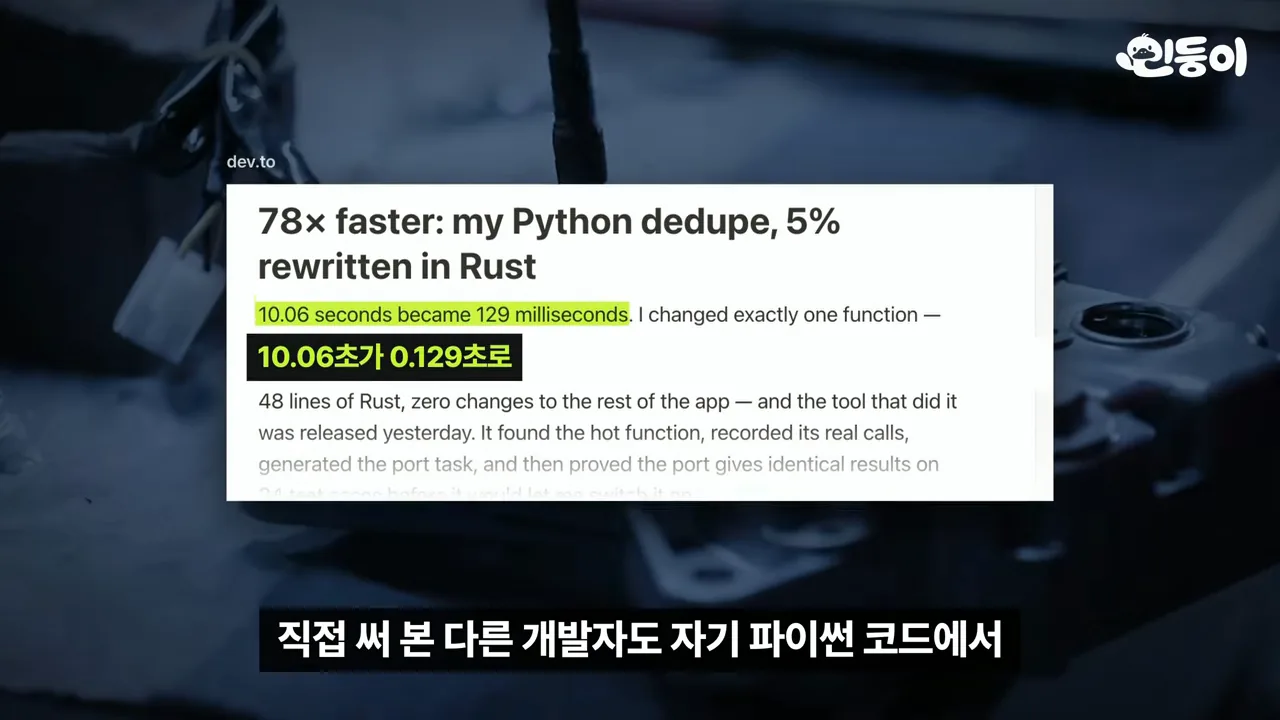 인둥이
dev.to
78× faster: my Python dedupe, 5%
rewritten in Rust
10.06 seconds became 129 milliseconds. I changed exactly one function —
10.06초가 0.129초로
48 lines of Rust, zero changes to the rest of the app — and the tool that did it
was released yesterday. It found the hot function, recorded its real calls,
generated the port task, and then proved the port gives identical results on
직접 써 본 다른 개발자도 자기 파이썬 코드에서